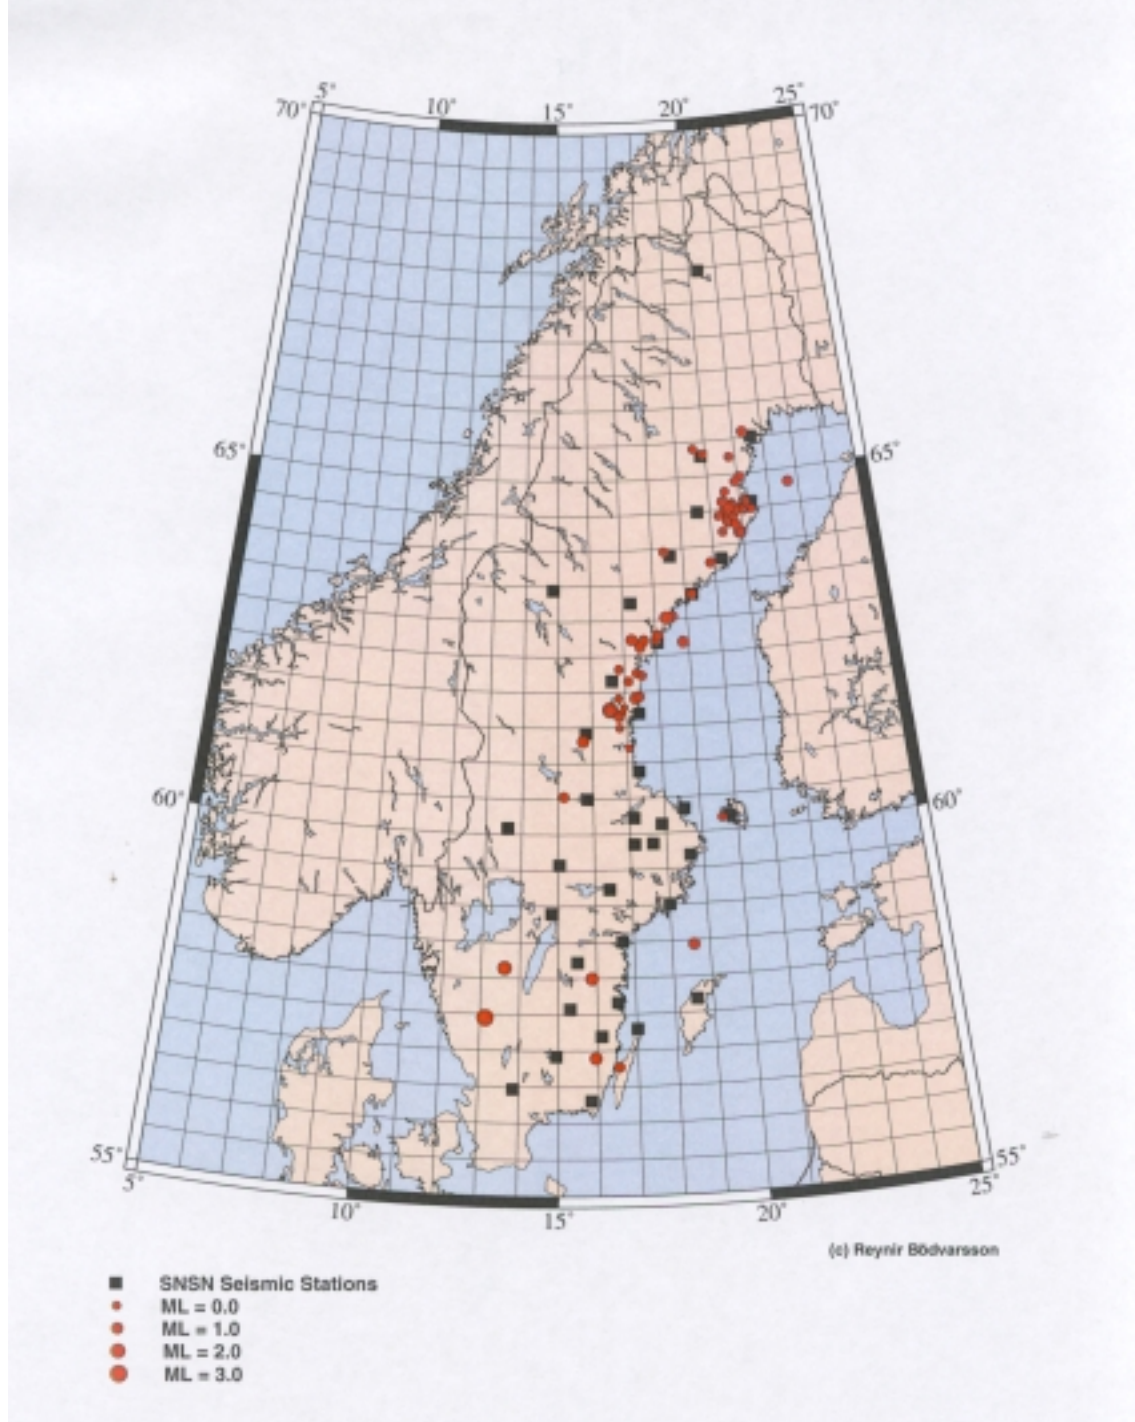 5° 10° 15° 20° 25°
70° 70°
65° 65°
60° 60°
55° 55°
5° 10° 15° 20° 25°
(c) Reynir Bödvarsson
SNSN Seismic Stations
ML = 0.0
ML = 1.0
ML = 2.0
ML = 3.0